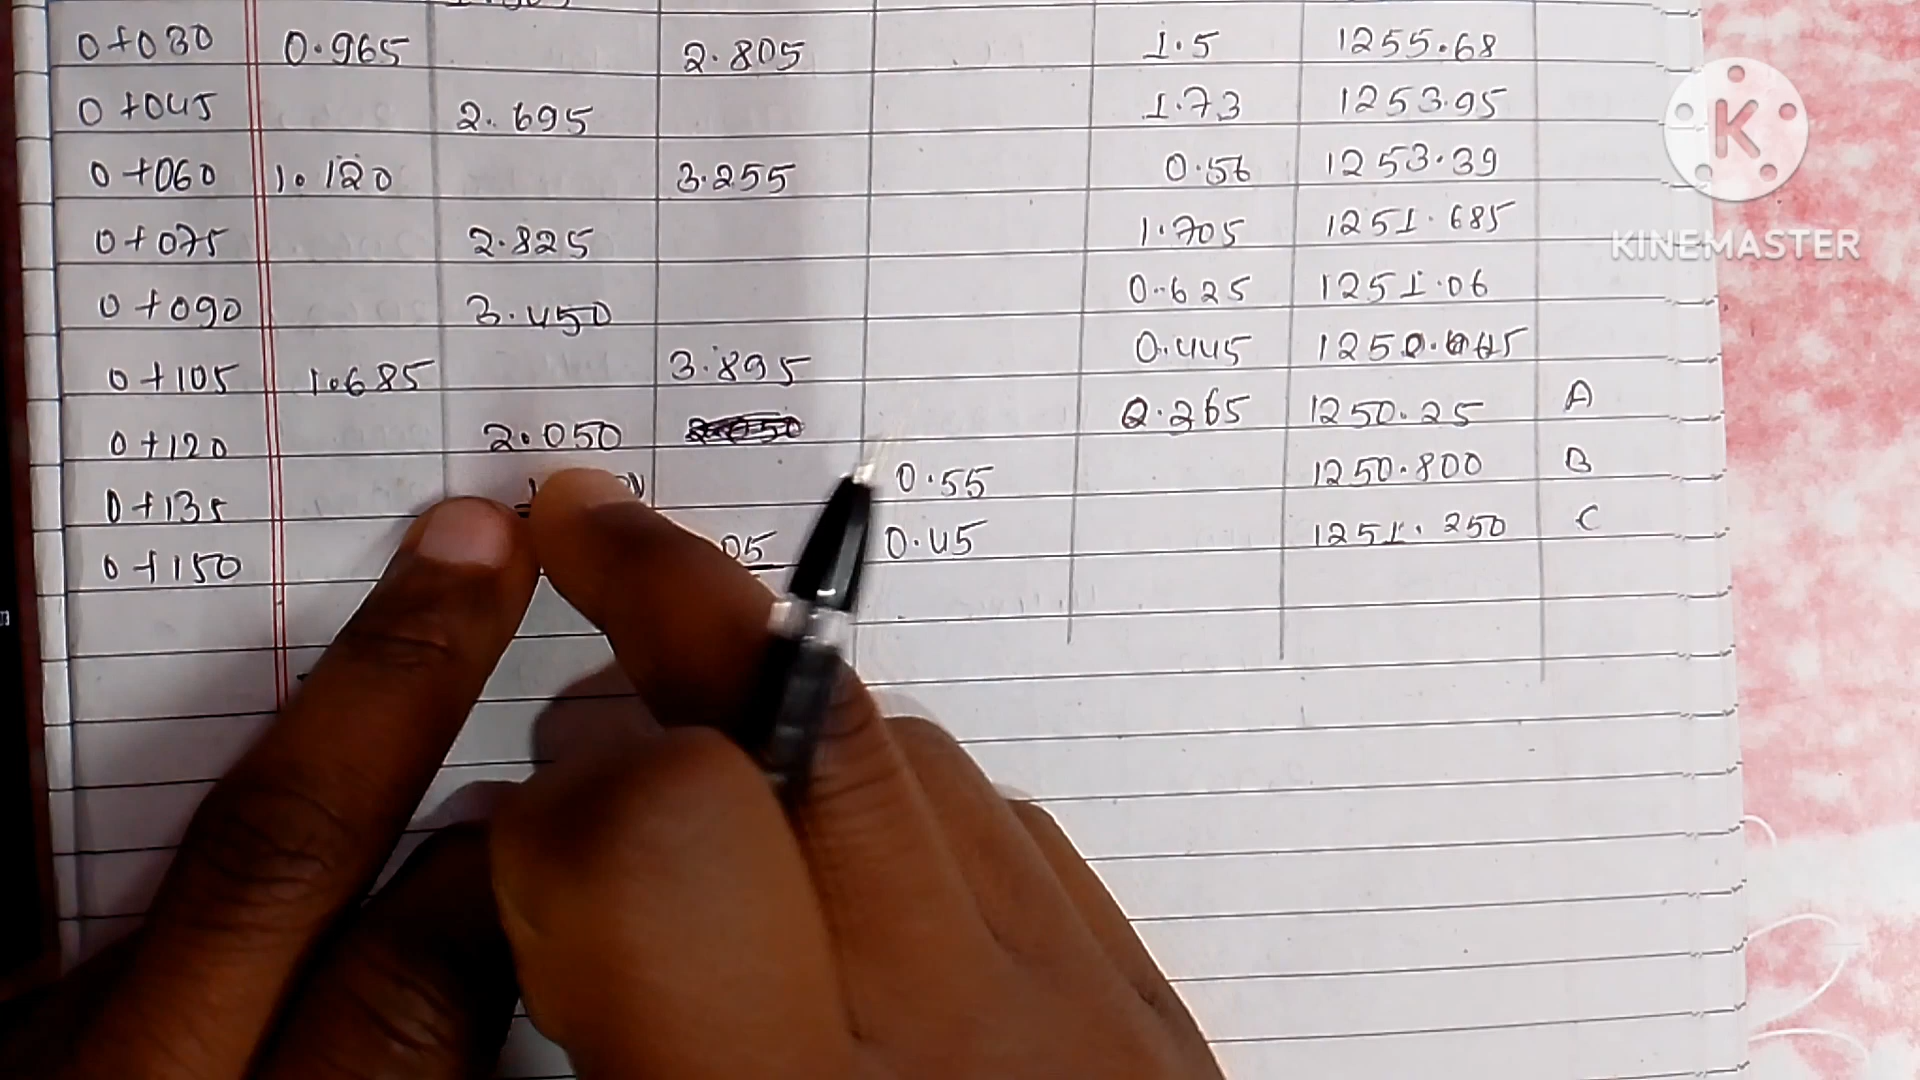 0+030 0.965 2.805 1.5 1255.68
0+045 2.695 1.73 1253.95
0+060 1.120 3.255 0.56 1253.39
0+075 2.825 1.705 1251.685
0+090 3.450 0.625 1251.06
0+105 1.685 3.895 0.445
0+120 2.050 1250.25 A
0+135 0.55 1250.800 B
0+150 05 0.45 1251.250 C
K
KINEMASTER